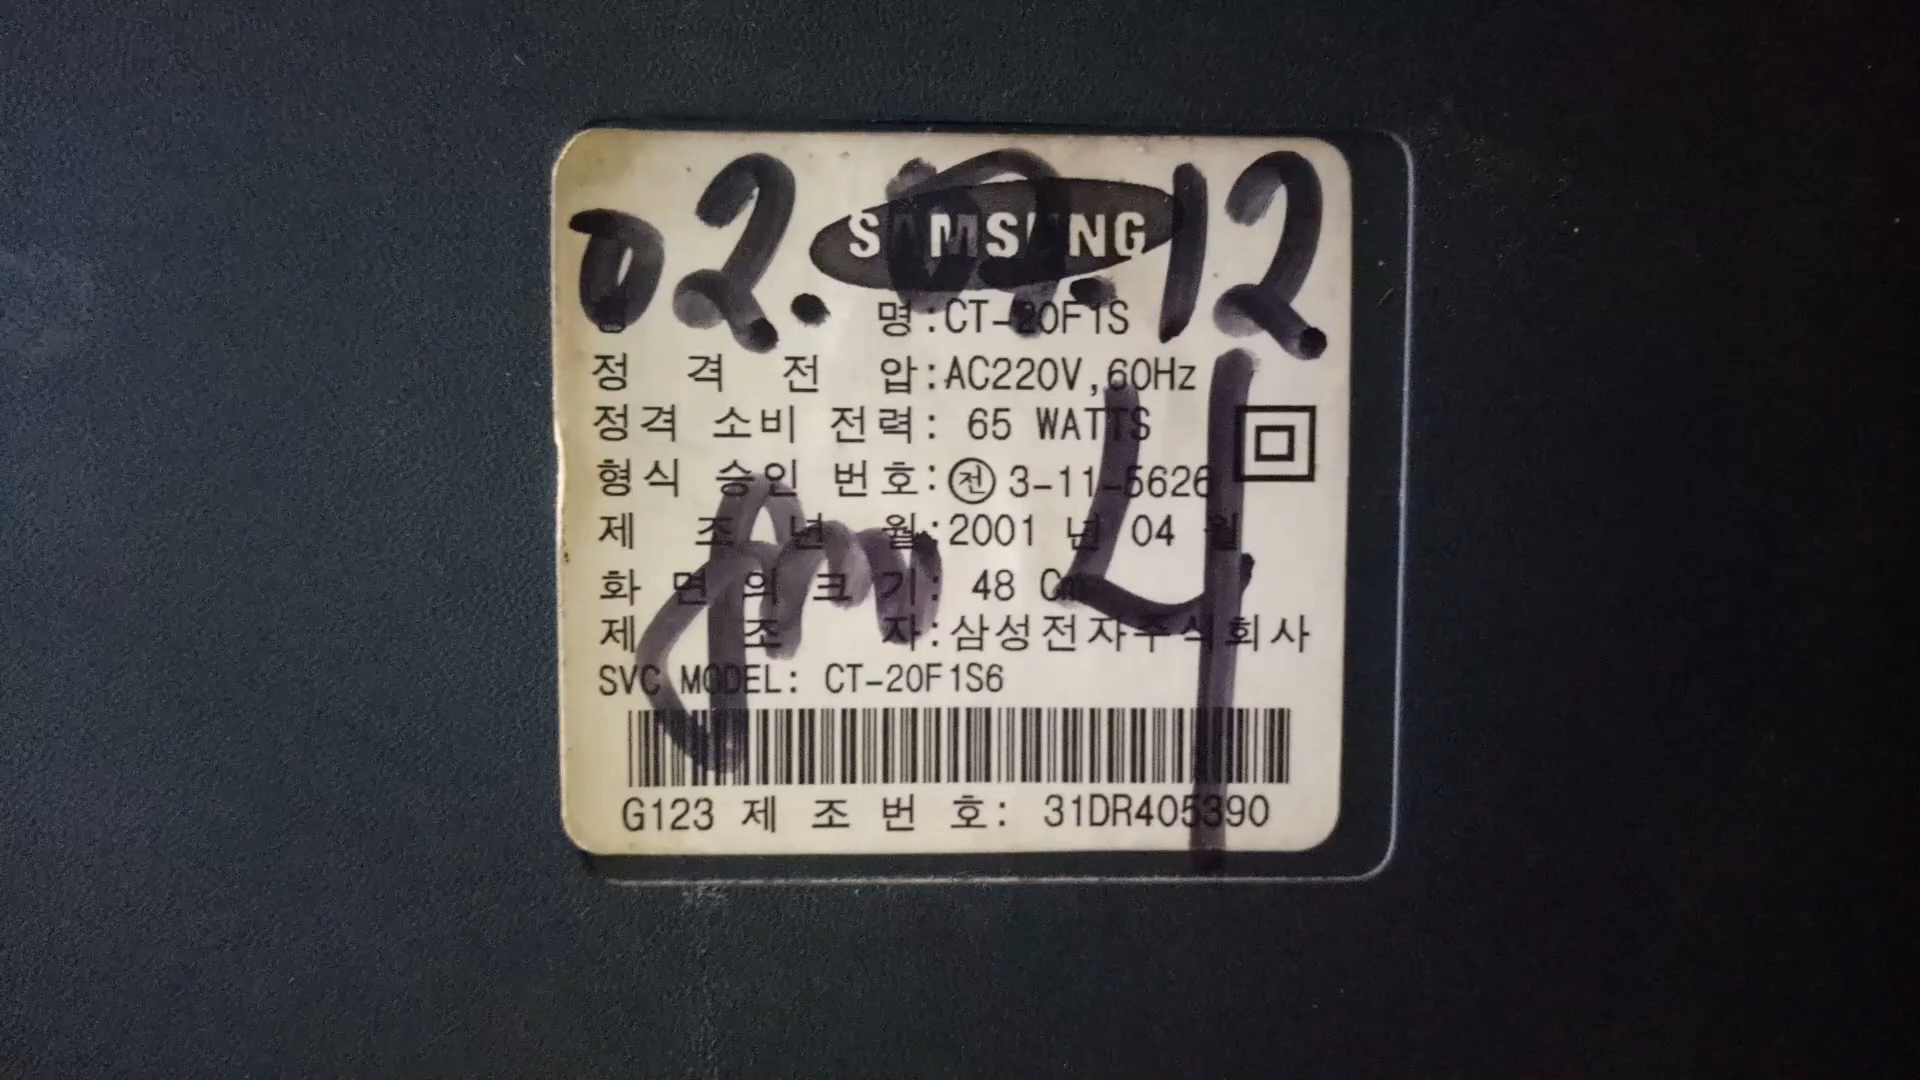 02. 07. 12
SAMSUNG
명:CT-20F1S
정 격 전 압:AC220V,60Hz
정격 소비 전력: 65 WATTS
형식 승인 번호:㉠전 3-11-5626
제 조 년 월:2001 년 04 월
화 면 의 크 기: 48 Cm
제 조 자:삼성전자주식회사
SVC MODEL: CT-20F1S6
G123 제 조 번 호: 31DR405390
4